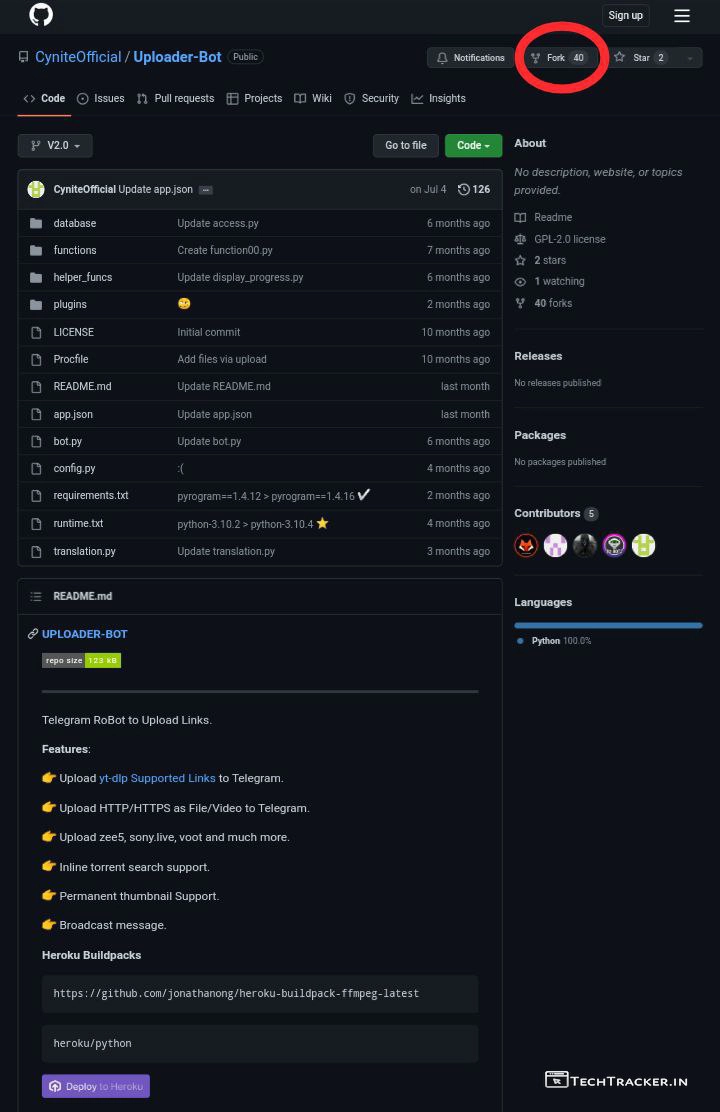 Sign up
CyniteOfficial / Uploader-Bot Public
Notifications Fork 40 Star 2
Code Issues Pull requests Projects Wiki Security Insights
V2.0 Go to file Code
CyniteOfficial Update app.json ... on Jul 4 126
database Update access.py 6 months ago
functions Create function00.py 7 months ago
helper_funcs Update display_progress.py 6 months ago
plugins 2 months ago
LICENSE Initial commit 10 months ago
Procfile Add files via upload 10 months ago
README.md Update README.md last month
app.json Update app.json last month
bot.py Update bot.py 6 months ago
config.py :( 4 months ago
requirements.txt pyrogram==1.4.12 > pyrogram==1.4.16 ✔ 2 months ago
runtime.txt python-3.10.2 > python-3.10.4 ⭐ 4 months ago
translation.py Update translation.py 3 months ago
README.md
UPLOADER-BOT
repo size 123 kB
Telegram RoBot to Upload Links.
Features:
👉 Upload yt-dlp Supported Links to Telegram.
👉 Upload HTTP/HTTPS as File/Video to Telegram.
👉 Upload zee5, sony.live, voot and much more.
👉 Inline torrent search support.
👉 Permanent thumbnail Support.
👉 Broadcast message.
Heroku Buildpacks
https://github.com/jonathanong/heroku-buildpack-ffmpeg-latest
heroku/python
Deploy to Heroku
About
No description, website, or topics
provided.
Readme
GPL-2.0 license
2 stars
1 watching
40 forks
Releases
No releases published
Packages
No packages published
Contributors 5
Languages
Python 100.0%
TECHTRACKER.IN